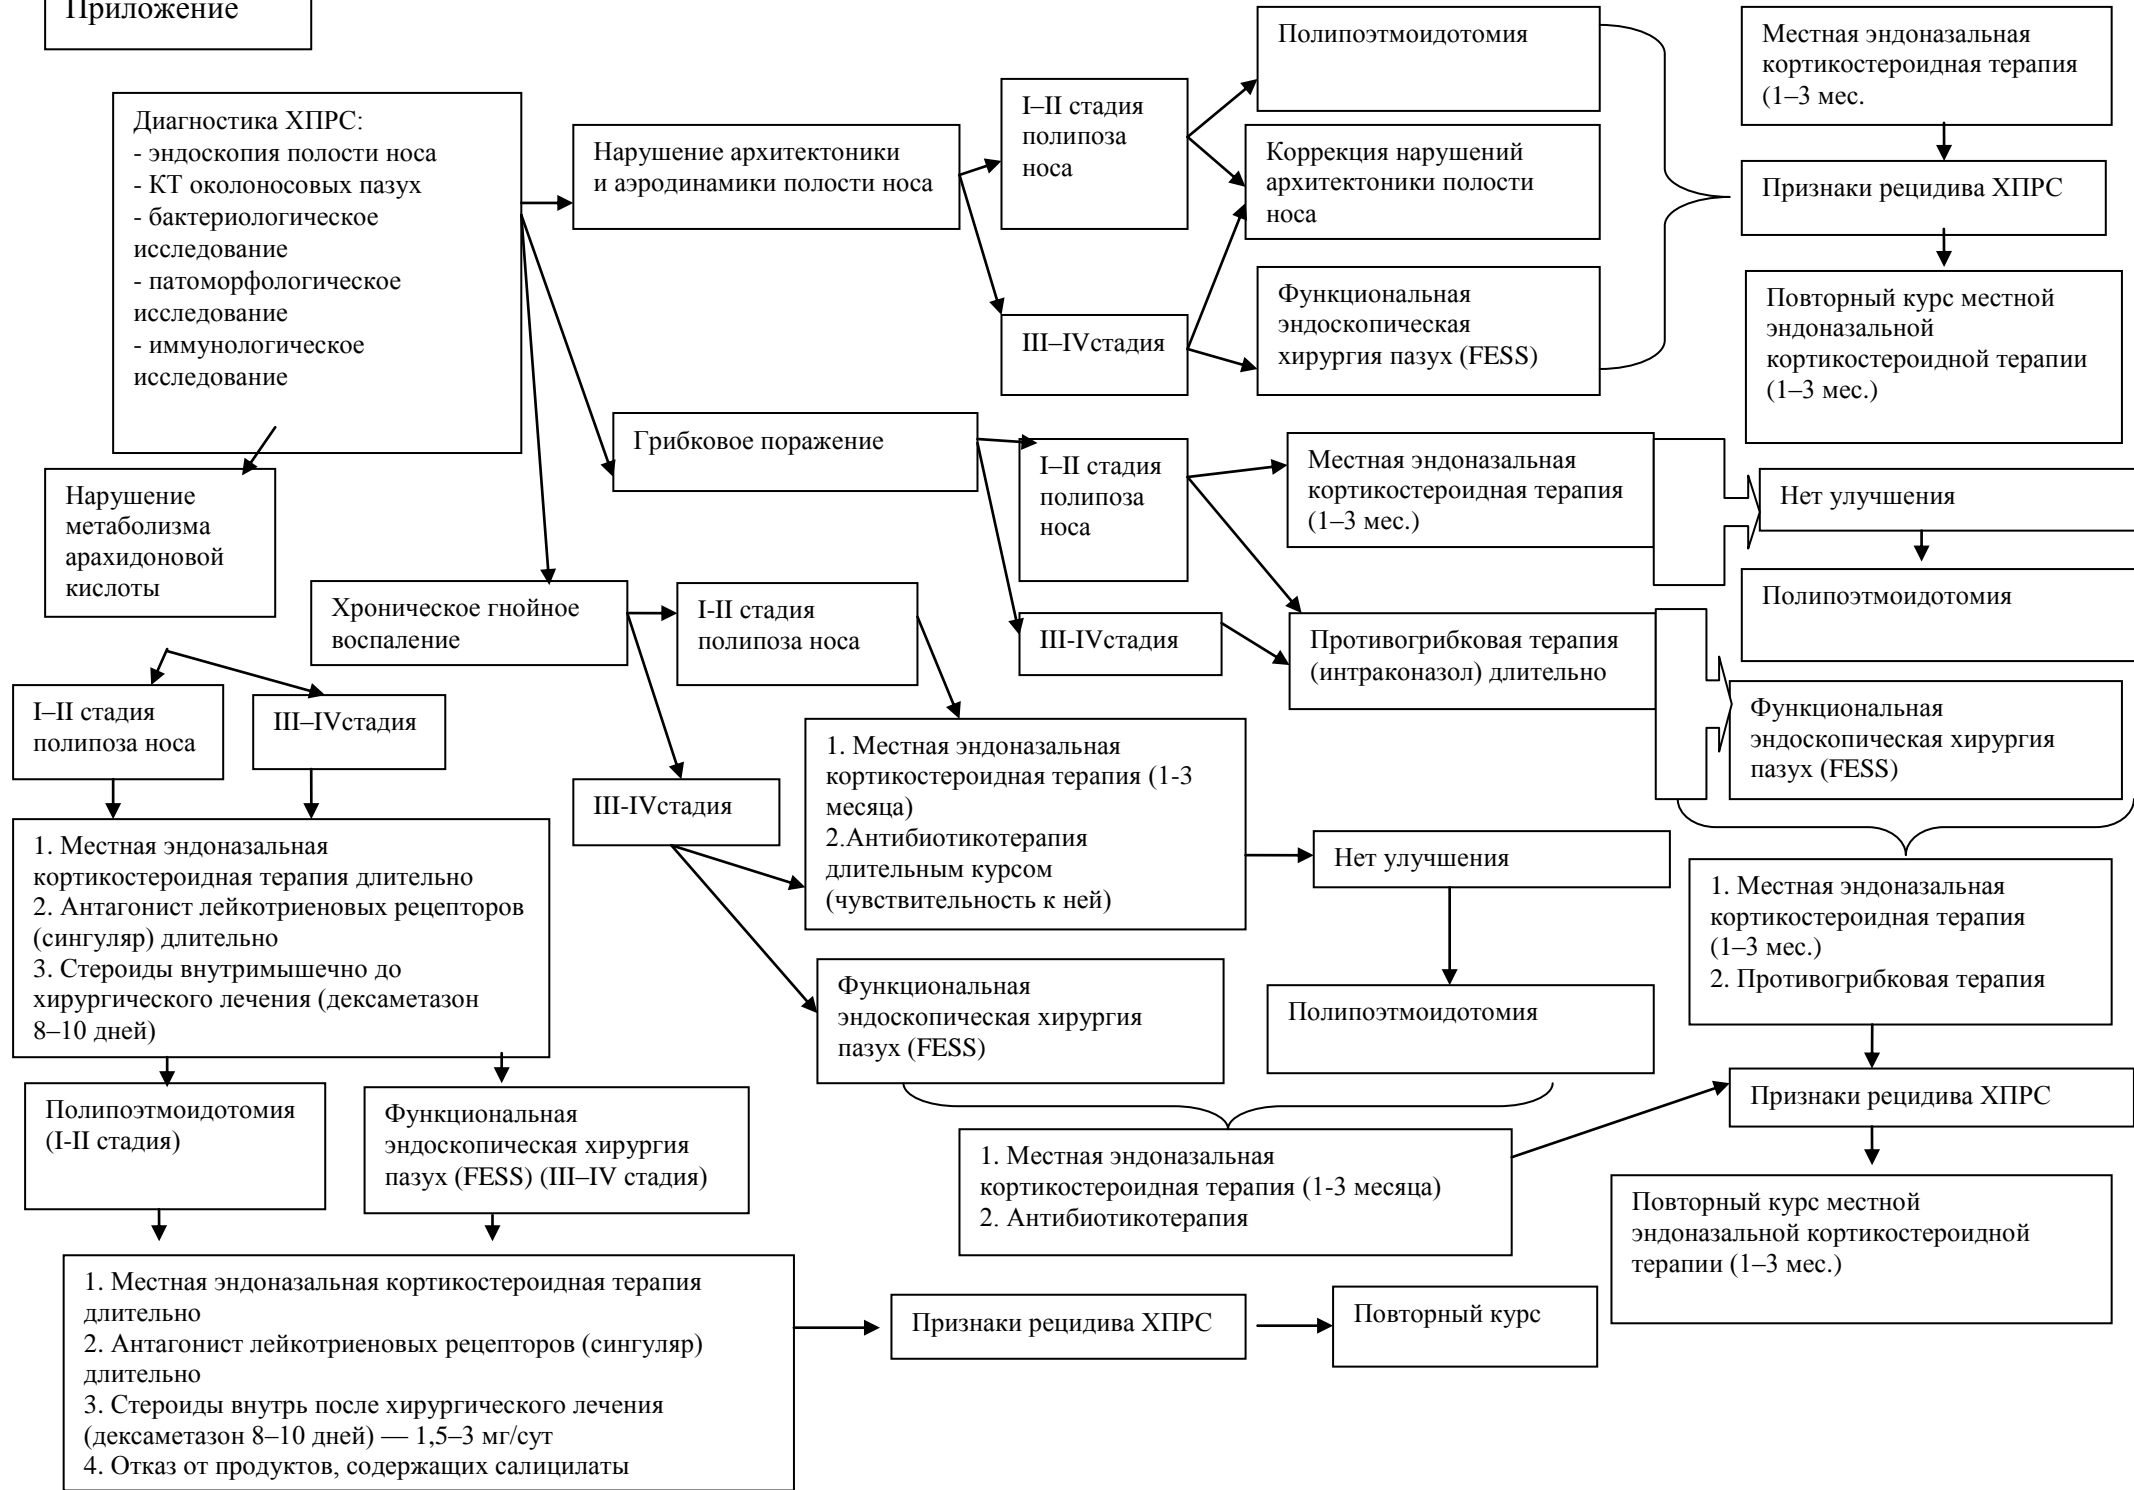 Приложение
Диагностика ХПРС:
- эндоскопия полости носа
- КТ околоносовых пазух
- бактериологическое
исследование
- патоморфологическое
исследование
- иммунологическое
исследование
Нарушение архитектоники
и аэродинамики полости носа
I–II стадия
полипоза
носа
III–IVстадия
Полипоэтмоидотомия
Коррекция нарушений
архитектоники полости
носа
Функциональная
эндоскопическая
хирургия пазух (FESS)
Местная эндоназальная
кортикостероидная терапия
(1–3 мес.
Признаки рецидива ХПРС
Повторный курс местной
эндоназальной
кортикостероидной терапии
(1–3 мес.)
Грибковое поражение
I–II стадия
полипоза
носа
III-IVстадия
Местная эндоназальная
кортикостероидная терапия
(1–3 мес.)
Противогрибковая терапия
(интраконазол) длительно
Нет улучшения
Полипоэтмоидотомия
Функциональная
эндоскопическая хирургия
пазух (FESS)
1. Местная эндоназальная
кортикостероидная терапия
(1–3 мес.)
2. Противогрибковая терапия
Признаки рецидива ХПРС
Повторный курс местной
эндоназальной кортикостероидной
терапии (1–3 мес.)
Хроническое гнойное
воспаление
I-II стадия
полипоза носа
III-IVстадия
1. Местная эндоназальная
кортикостероидная терапия (1-3
месяца)
2.Антибиотикотерапия
длительным курсом
(чувствительность к ней)
Нет улучшения
Функциональная
эндоскопическая хирургия
пазух (FESS)
Полипоэтмоидотомия
1. Местная эндоназальная
кортикостероидная терапия (1-3 месяца)
2. Антибиотикотерапия
Нарушение
метаболизма
арахидоновой
кислоты
I–II стадия
полипоза носа
III–IVстадия
1. Местная эндоназальная
кортикостероидная терапия длительно
2. Антагонист лейкотриеновых рецепторов
(сингуляр) длительно
3. Стероиды внутримышечно до
хирургического лечения (дексаметазон
8–10 дней)
Полипоэтмоидотомия
(I-II стадия)
Функциональная
эндоскопическая хирургия
пазух (FESS) (III–IV стадия)
1. Местная эндоназальная кортикостероидная терапия
длительно
2. Антагонист лейкотриеновых рецепторов (сингуляр)
длительно
3. Стероиды внутрь после хирургического лечения
(дексаметазон 8–10 дней) — 1,5–3 мг/сут
4. Отказ от продуктов, содержащих салицилаты
Признаки рецидива ХПРС
Повторный курс